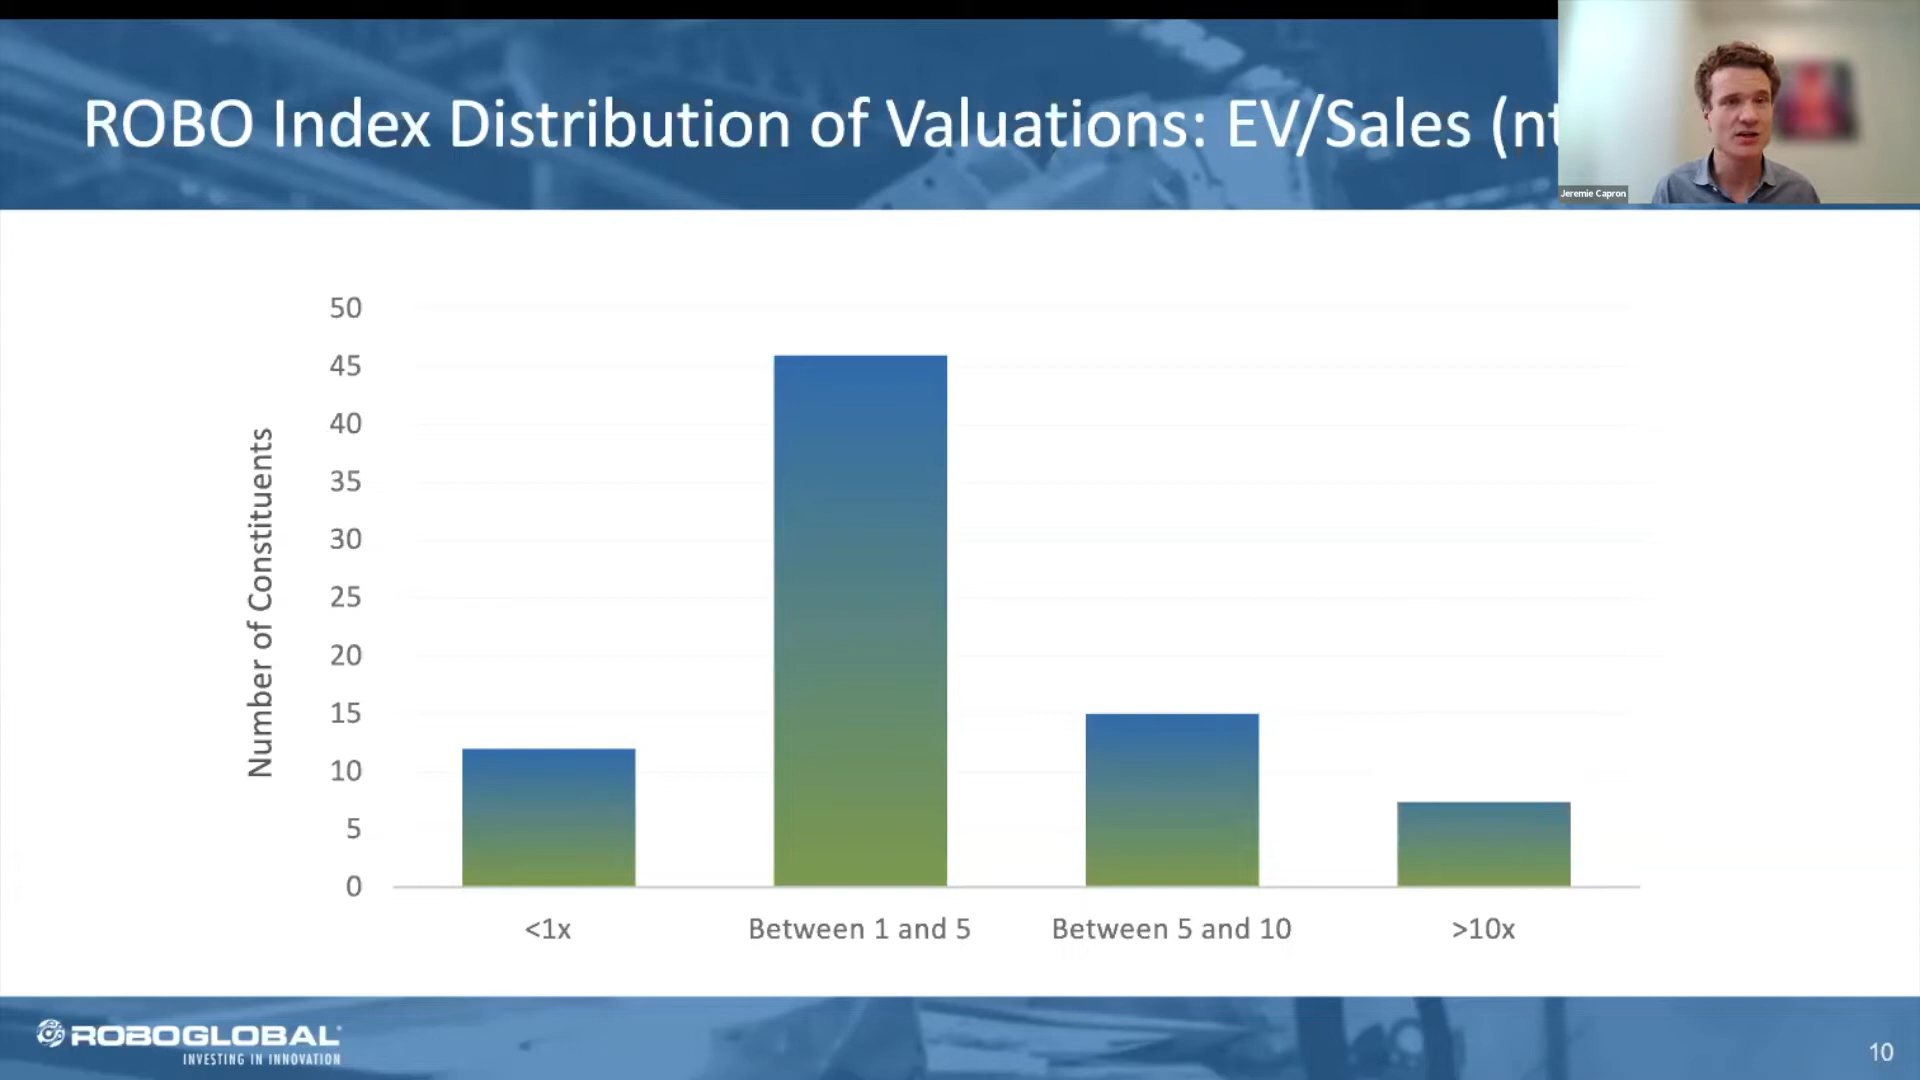 ROBO Index Distribution of Valuations: EV/Sales (nt
Jeremie Capron
50
45
40
35
30
25
20
15
10
5
0
Number of Constituents
<1x
Between 1 and 5
Between 5 and 10
>10x
ROBOGLOBAL
INVESTING IN INNOVATION
10